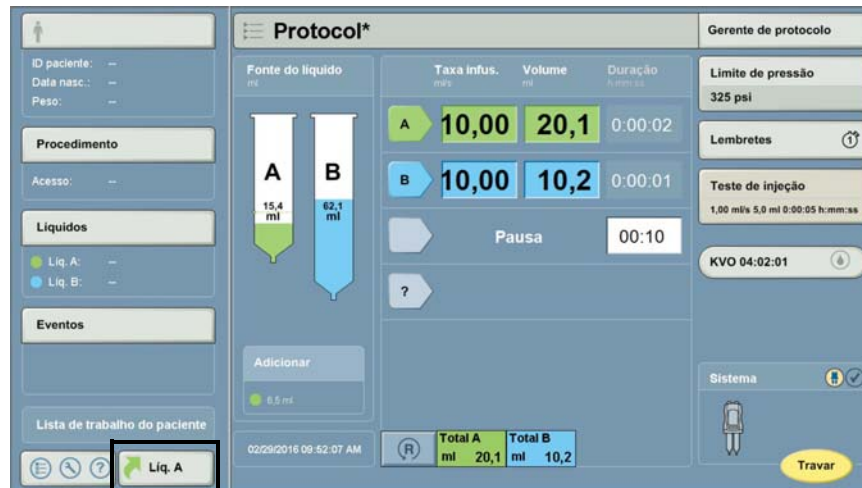 ID paciente: --
Data nasc.: --
Peso: --
Procedimento
Acesso: --
Líquidos
Liq. A: --
Liq. B: --
Eventos
Lista de trabalho do paciente
?
Líq. A
Protocol*
Fonte do líquido
ml
A
15,4
ml
B
62,1
ml
Adicionar
6,5 ml
02/29/2016 09:52:07 AM
Taxa infus. Volume Duração
ml/s ml h:mm:ss
A 10,00 20,1 0:00:02
B 10,00 10,2 0:00:01
Pausa 00:10
?
R
Total A Total B
ml 20,1 ml 10,2
Gerente de protocolo
Limite de pressão
325 psi
Lembretes 1
Teste de injeção
1,00 ml/s 5,0 ml 0:00:05 h:mm:ss
KVO 04:02:01
Sistema
Travar